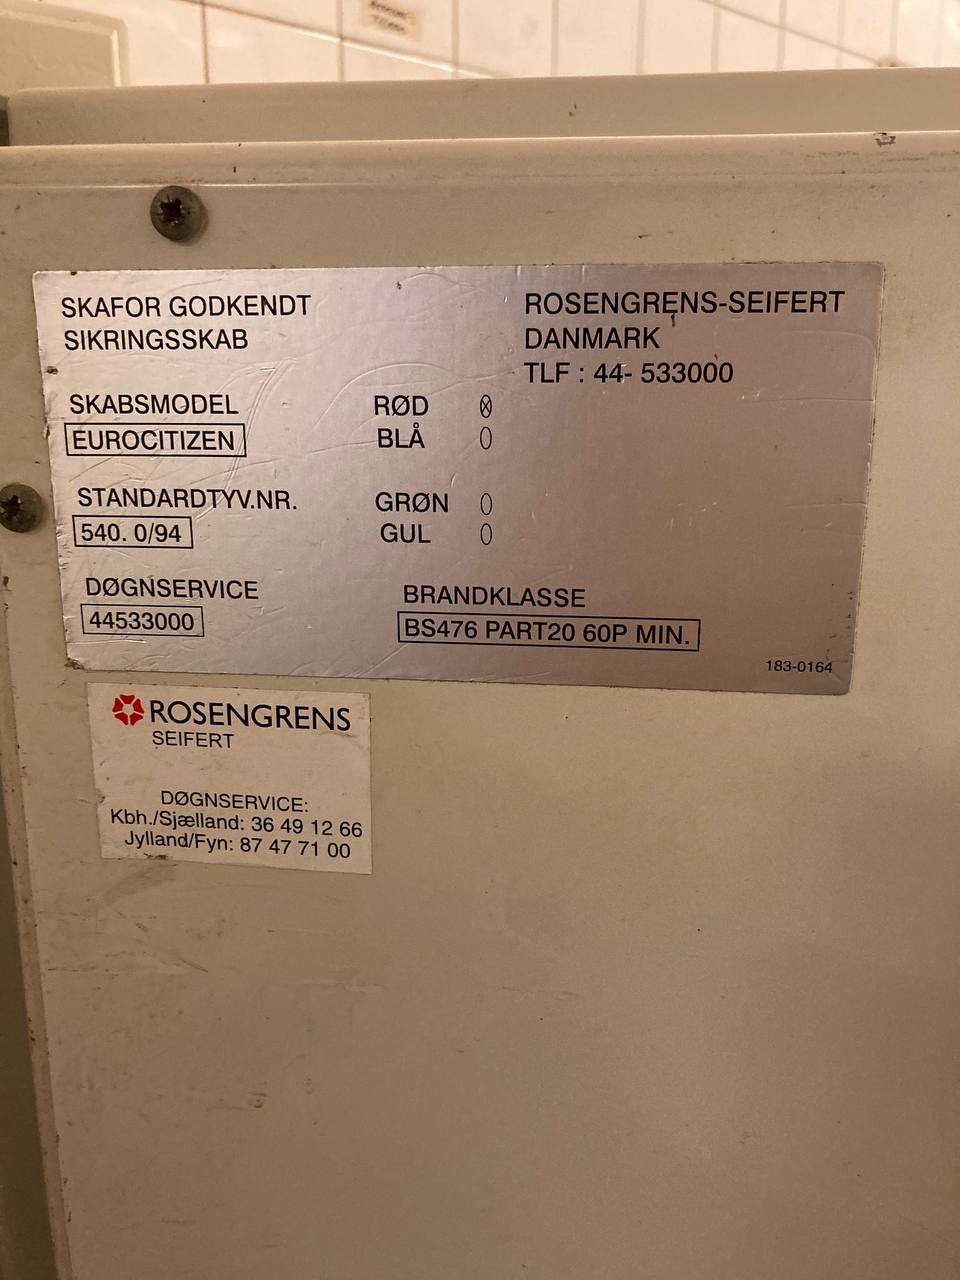 SKAFOR GODKENDT
SIKRINGSSKAB
ROSENGRENS-SEIFERT
DANMARK
TLF : 44- 533000
SKABSMODEL
EUROCITIZEN
RØD
BLÅ
STANDARDTYV.NR.
540. 0/94
GRØN
GUL
DØGNSERVICE
44533000
BRANDKLASSE
BS476 PART20 60P MIN.
183-0164
ROSENGRENS
SEIFERT
DØGNSERVICE:
Kbh./Sjælland: 36 49 12 66
Jylland/Fyn: 87 47 71 00